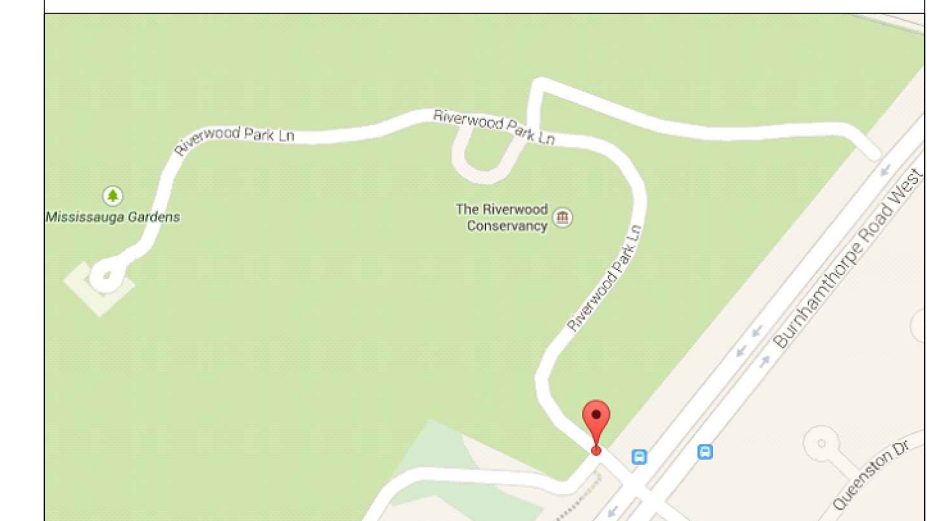 Riverwood Park Ln
Riverwood Park Ln
Mississauga Gardens
The Riverwood
Conservancy
Riverwood Park Ln
Burnhamthorpe Road West
Queenston Dr